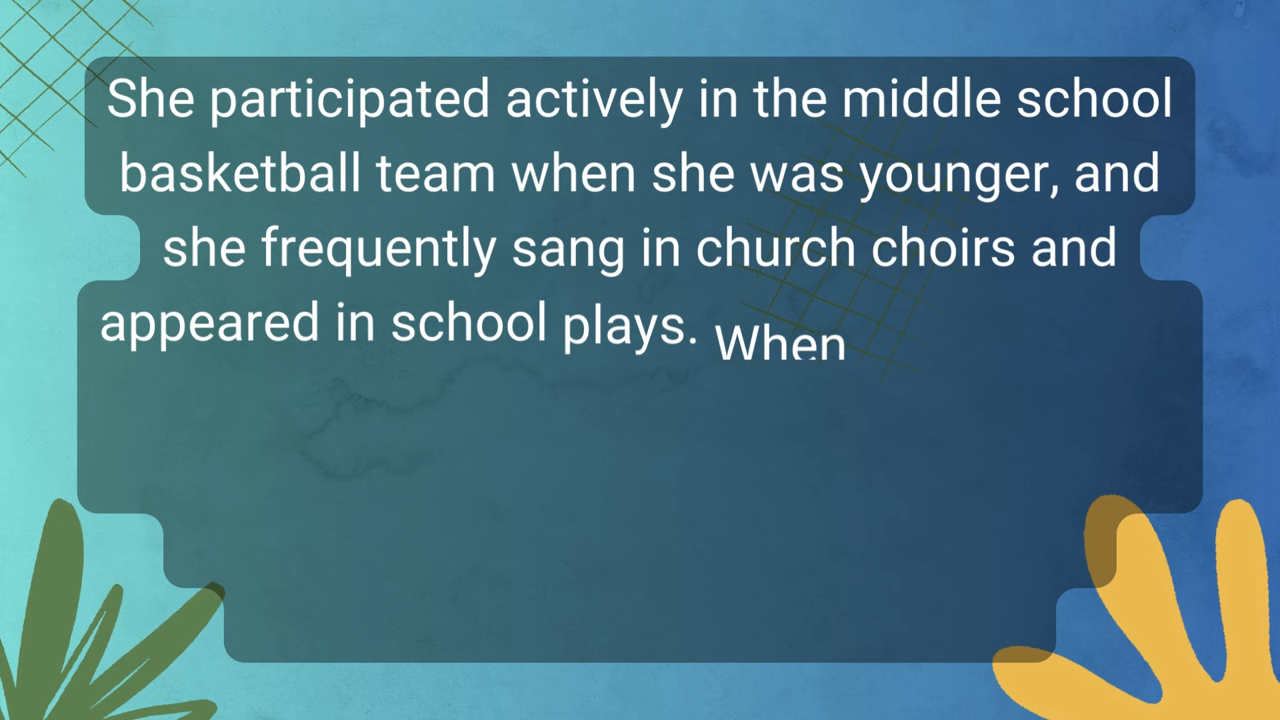 She participated actively in the middle school
basketball team when she was younger, and
she frequently sang in church choirs and
appeared in school plays. When